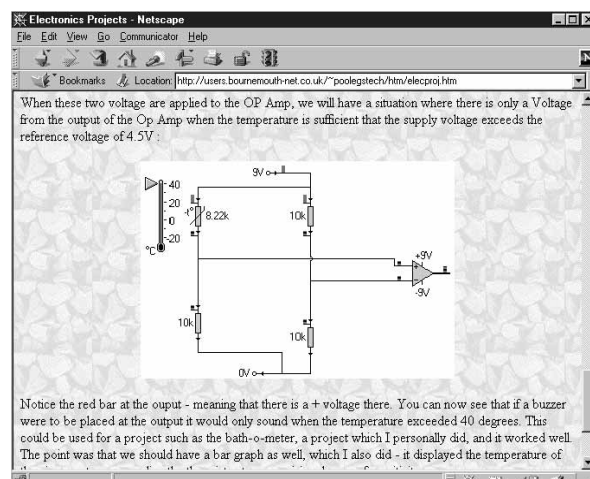 Electronics Projects - Netscape
File Edit View Go Communicator Help
N
Bookmarks Location: http://users.bournemouth-net.co.uk/~poolegstech/htm/elecproj.htm
When these two voltage are applied to the OP Amp, we will have a situation where there is only a Voltage
from the output of the Op Amp when the temperature is sufficient that the supply voltage exceeds the
reference voltage of 4.5V :
9V
40
20
0
-20
°C
-t°
8.22k
10k
+9V
+
-
-9V
10k
10k
0V
Notice the red bar at the ouput - meaning that there is a + voltage there. You can now see that if a buzzer
were to be placed at the output it would only sound when the temperature exceeded 40 degrees. This
could be used for a project such as the bath-o-meter, a project which I personally did, and it worked well.
The point was that we should have a bar graph as well, which I also did - it displayed the temperature of